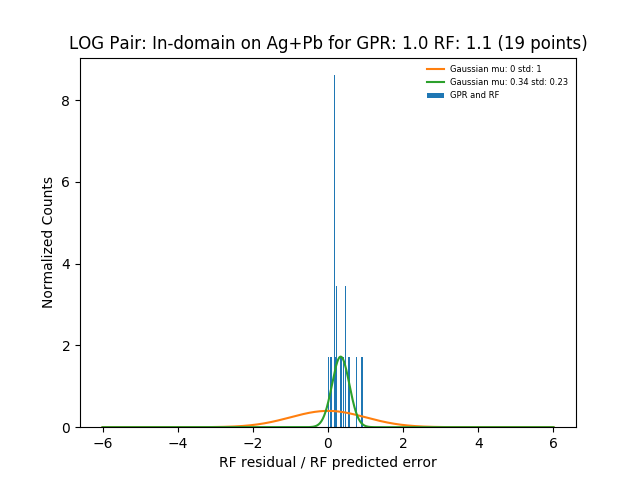 LOG Pair: In-domain on Ag+Pb for GPR: 1.0 RF: 1.1 (19 points)
Gaussian mu: 0 std: 1
Gaussian mu: 0.34 std: 0.23
GPR and RF
Normalized Counts
8
6
4
2
0
−6
−4
−2
0
2
4
6
RF residual / RF predicted error